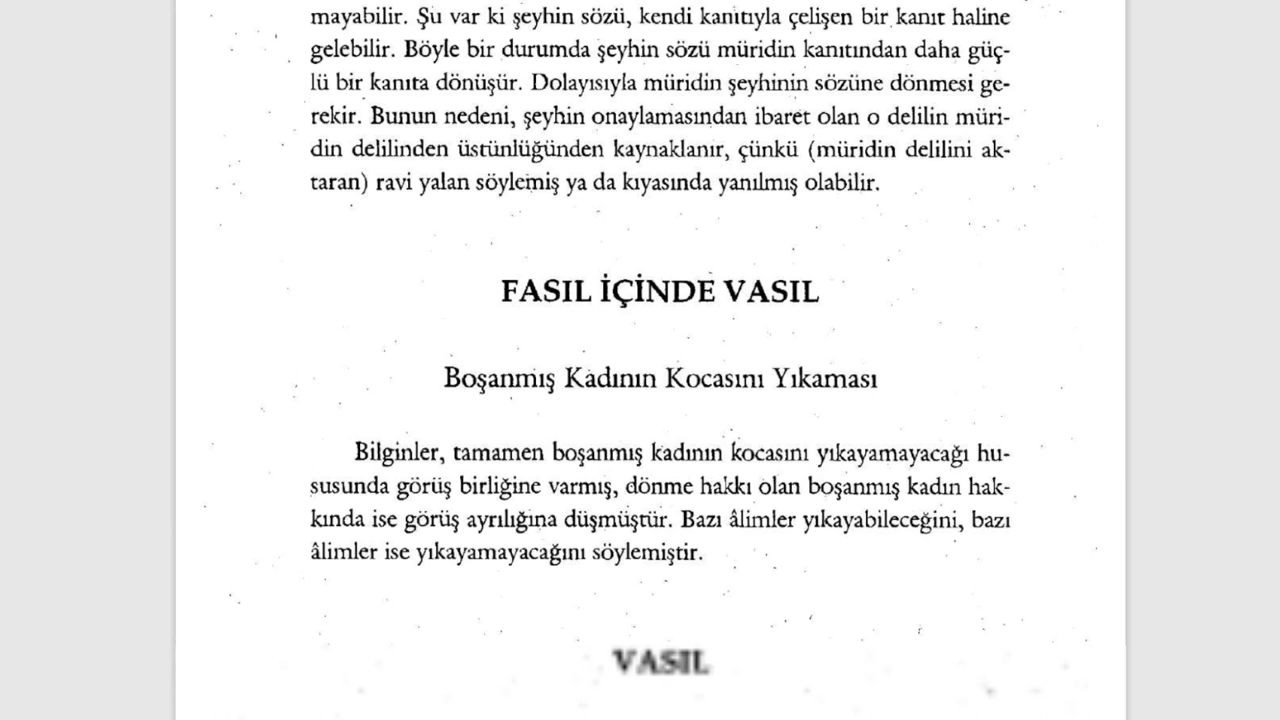 mayabilir. Şu var ki şeyhin sözü, kendi kanıtıyla çelişen bir kanıt haline
gelebilir. Böyle bir durumda şeyhin sözü müridin kanıtından daha güç-
lü bir kanıta dönüşür. Dolayısıyla müridin şeyhinin sözüne dönmesi ge-
rekir. Bunun nedeni, şeyhin onaylamasından ibaret olan o delilin müri-
din delilinden üstünlüğünden kaynaklanır, çünkü (müridin delilini ak-
taran) ravi yalan söylemiş ya da kıyasında yanılmış olabilir.
FASIL İÇİNDE VASIL
Boşanmış Kadının Kocasını Yıkaması
Bilginler, tamamen boşanmış kadının kocasını yıkayamayacağı hu-
susunda görüş birliğine varmış, dönme hakkı olan boşanmış kadın hak-
kında ise görüş ayrılığına düşmüştür. Bazı âlimler yıkayabileceğini, bazı
âlimler ise yıkayamayacağını söylemiştir.
VASIL